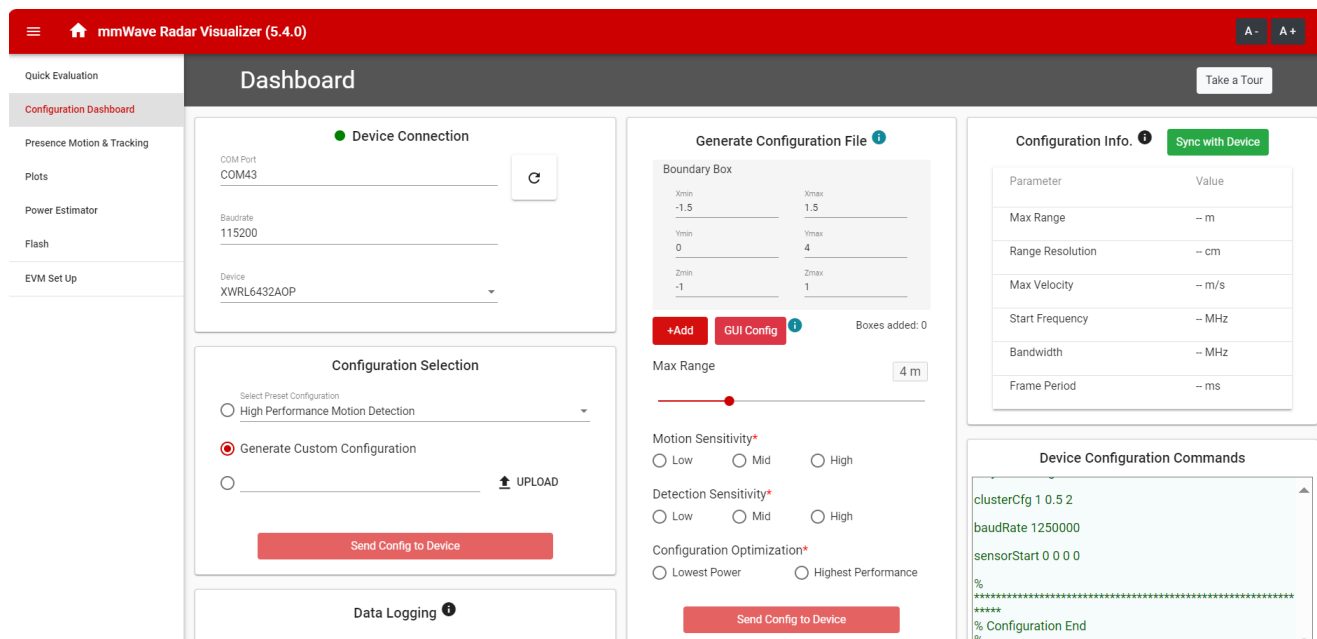 mmWave Radar Visualizer (5.4.0)
A -
A +
Quick Evaluation
Configuration Dashboard
Presence Motion & Tracking
Plots
Power Estimator
Flash
EVM Set Up
Dashboard
Take a Tour
Device Connection
COM Port
COM43
Baudrate
115200
Device
XWRL6432AOP
Configuration Selection
Select Preset Configuration
High Performance Motion Detection
Generate Custom Configuration
UPLOAD
Send Config to Device
Data Logging
Generate Configuration File
Boundary Box
Xmin
-1.5
Xmax
1.5
Ymin
0
Ymax
4
Zmin
-1
Zmax
1
+Add
GUI Config
Boxes added: 0
Max Range
4 m
Motion Sensitivity*
Low
Mid
High
Detection Sensitivity*
Low
Mid
High
Configuration Optimization*
Lowest Power
Highest Performance
Send Config to Device
Configuration Info.
Sync with Device
Parameter Value
Max Range -- m
Range Resolution -- cm
Max Velocity -- m/s
Start Frequency -- MHz
Bandwidth -- MHz
Frame Period -- ms
Device Configuration Commands
clusterCfg 1 0.5 2
baudRate 1250000
sensorStart 0 0 0 0
%
***********************************************************
*****
% Configuration End